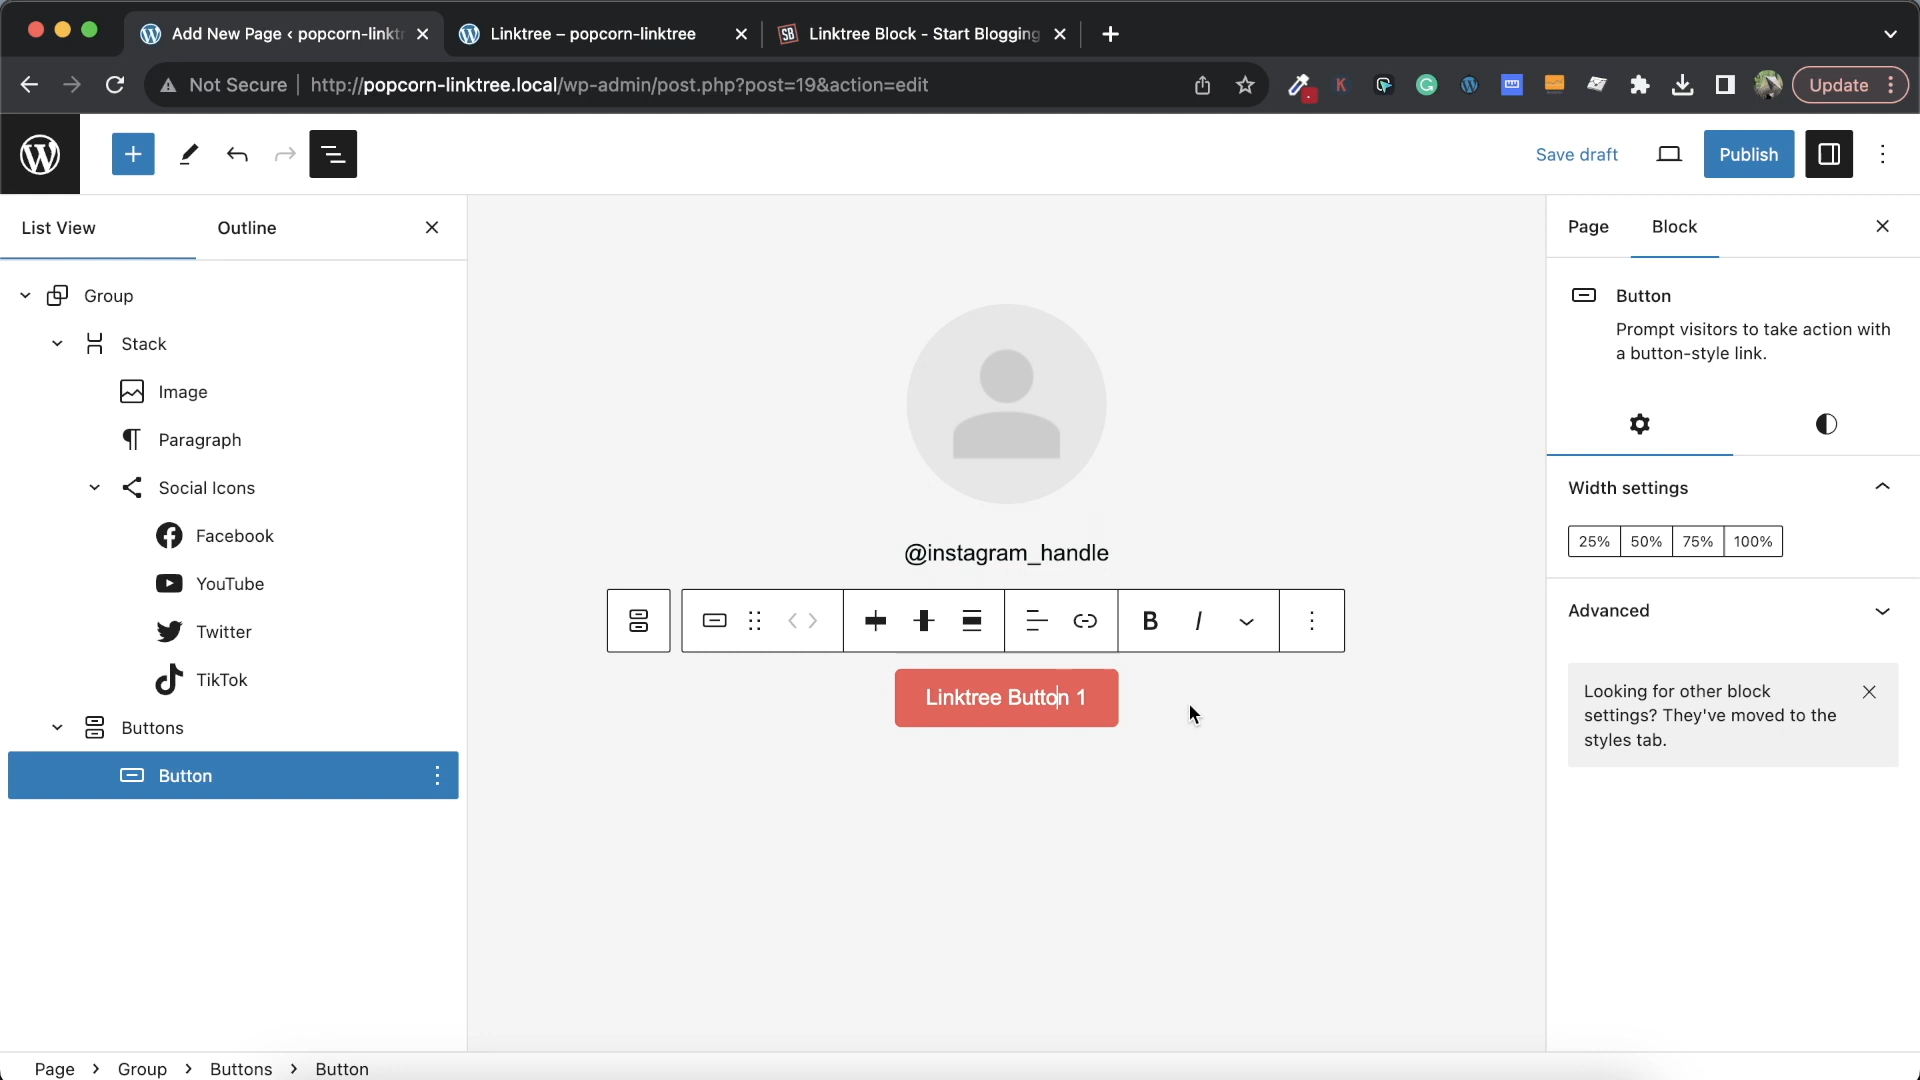 Add New Page ‹ popcorn-linktr
Linktree – popcorn-linktree
SB
Linktree Block - Start Blogging
Not Secure
http://popcorn-linktree.local/wp-admin/post.php?post=19&action=edit
K
G
Update
Save draft
Publish
List View
Outline
Page
Block
Group
Stack
Image
Paragraph
Social Icons
Facebook
YouTube
Twitter
TikTok
Buttons
Button
@instagram_handle
B
I
Linktree Button 1
Button
Prompt visitors to take action with
a button-style link.
Width settings
25%
50%
75%
100%
Advanced
Looking for other block
settings? They've moved to the
styles tab.
Page
Group
Buttons
Button